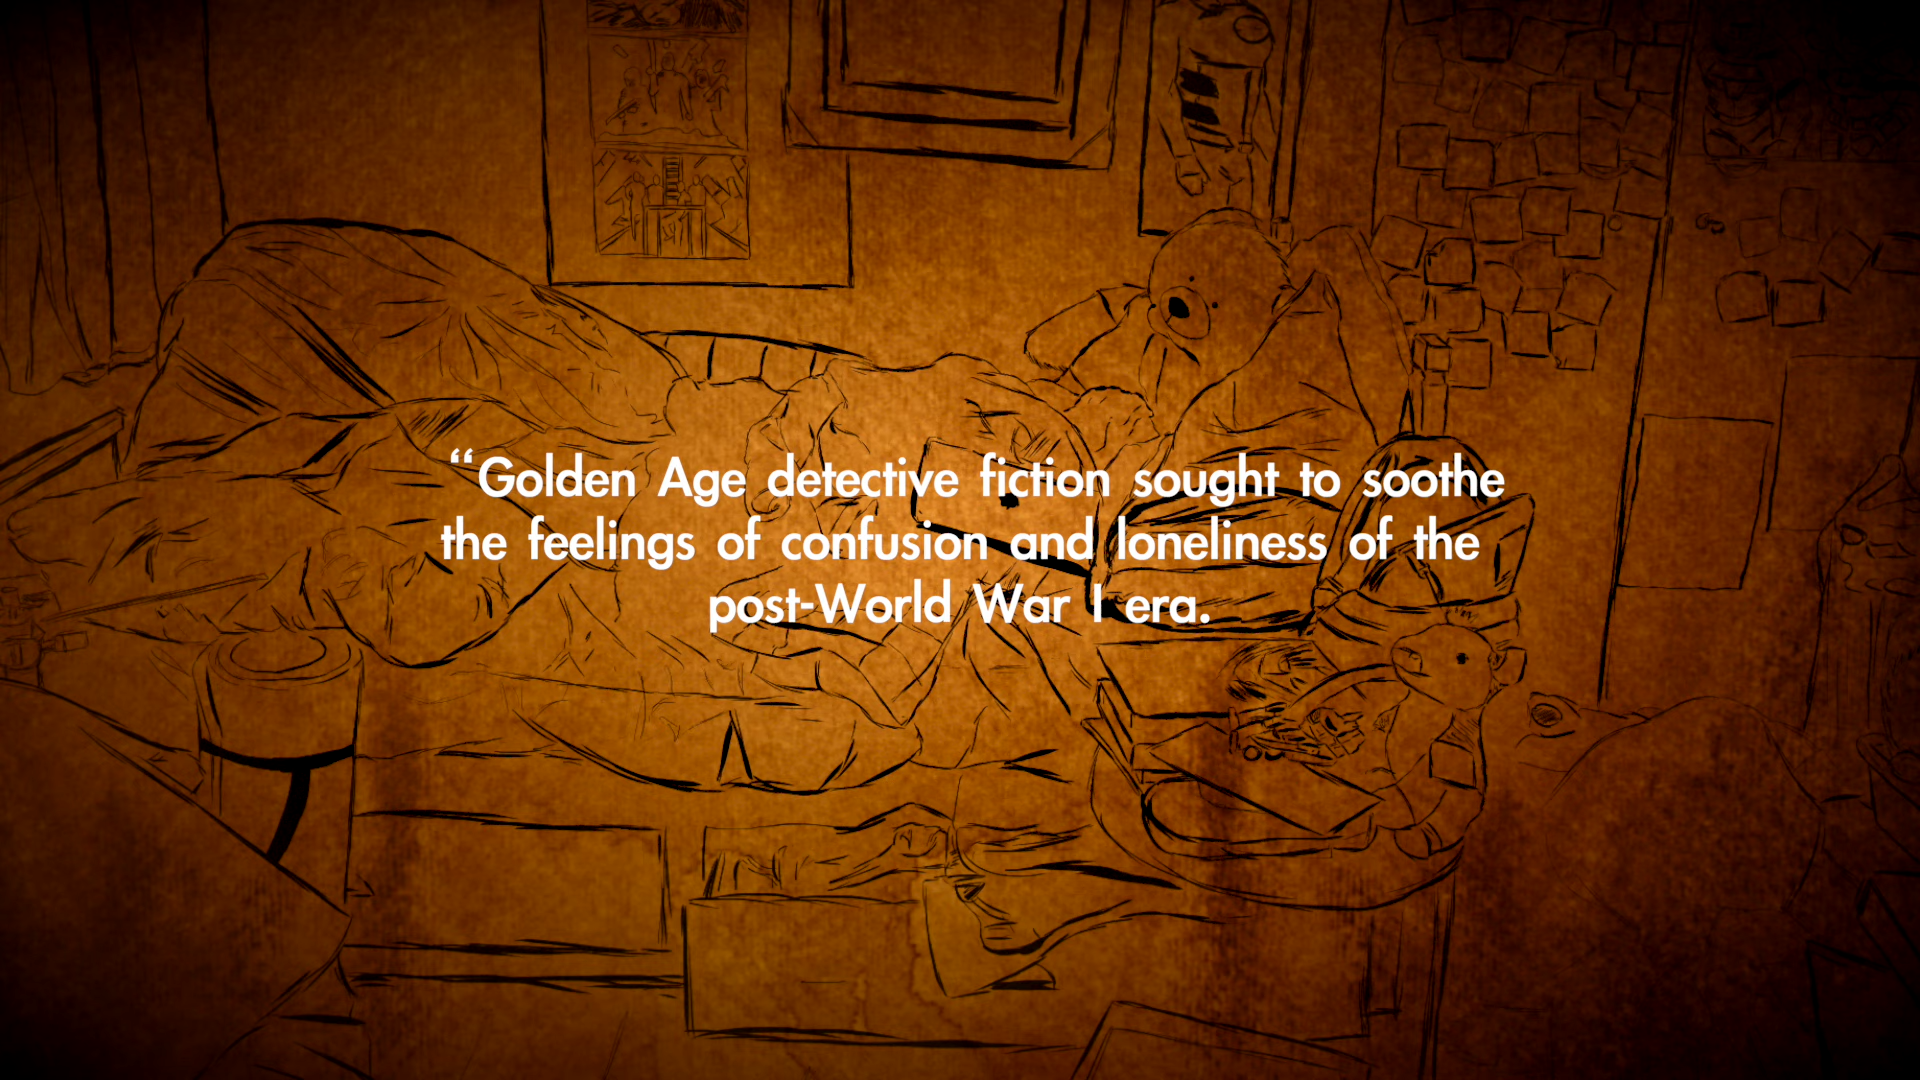 “Golden Age detective fiction sought to soothe
the feelings of confusion and loneliness of the
post-World War I era.